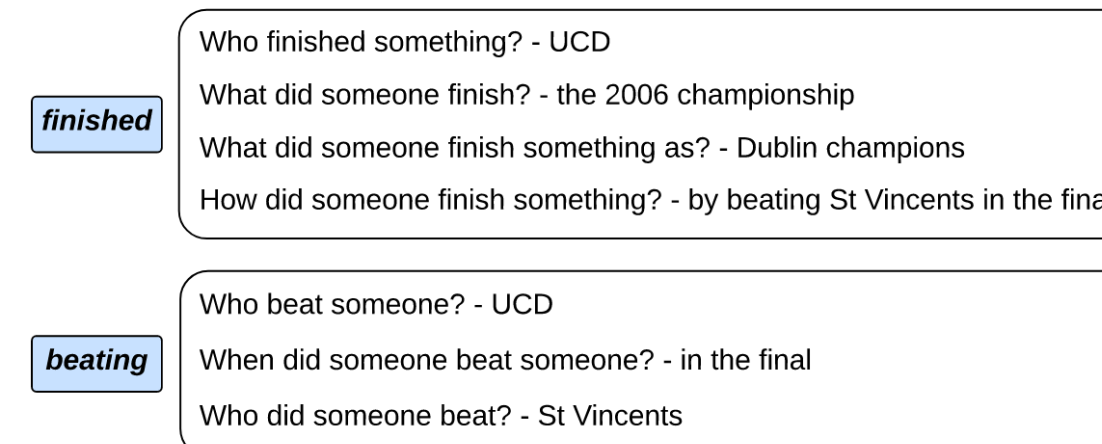 Who finished something? - UCD
What did someone finish? - the 2006 championship
finished
What did someone finish something as? - Dublin champions
How did someone finish something? - by beating St Vincents in the fina
Who beat someone? - UCD
beating
When did someone beat someone? - in the final
Who did someone beat? - St Vincents